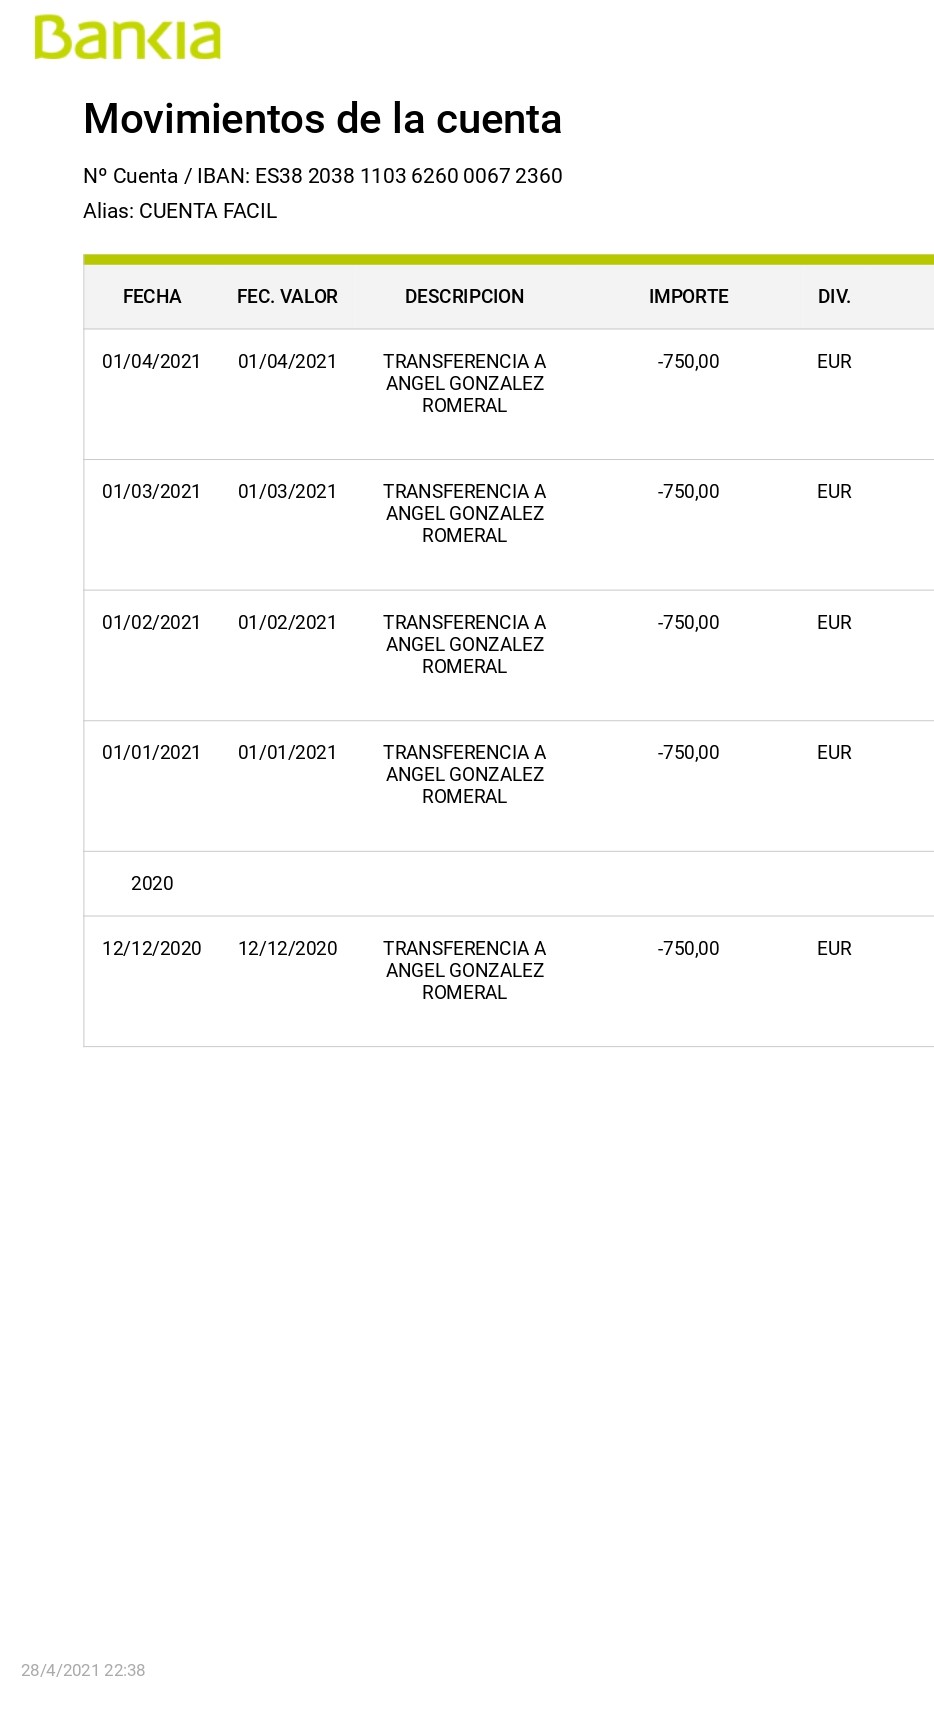 Bankia
Movimientos de la cuenta
Nº Cuenta / IBAN: ES38 2038 1103 6260 0067 2360
Alias: CUENTA FACIL
FECHA FEC. VALOR DESCRIPCION IMPORTE DIV.
01/04/2021 01/04/2021 TRANSFERENCIA A -750,00 EUR
ANGEL GONZALEZ
ROMERAL
01/03/2021 01/03/2021 TRANSFERENCIA A -750,00 EUR
ANGEL GONZALEZ
ROMERAL
01/02/2021 01/02/2021 TRANSFERENCIA A -750,00 EUR
ANGEL GONZALEZ
ROMERAL
01/01/2021 01/01/2021 TRANSFERENCIA A -750,00 EUR
ANGEL GONZALEZ
ROMERAL
2020
12/12/2020 12/12/2020 TRANSFERENCIA A -750,00 EUR
ANGEL GONZALEZ
ROMERAL
28/4/2021 22:38